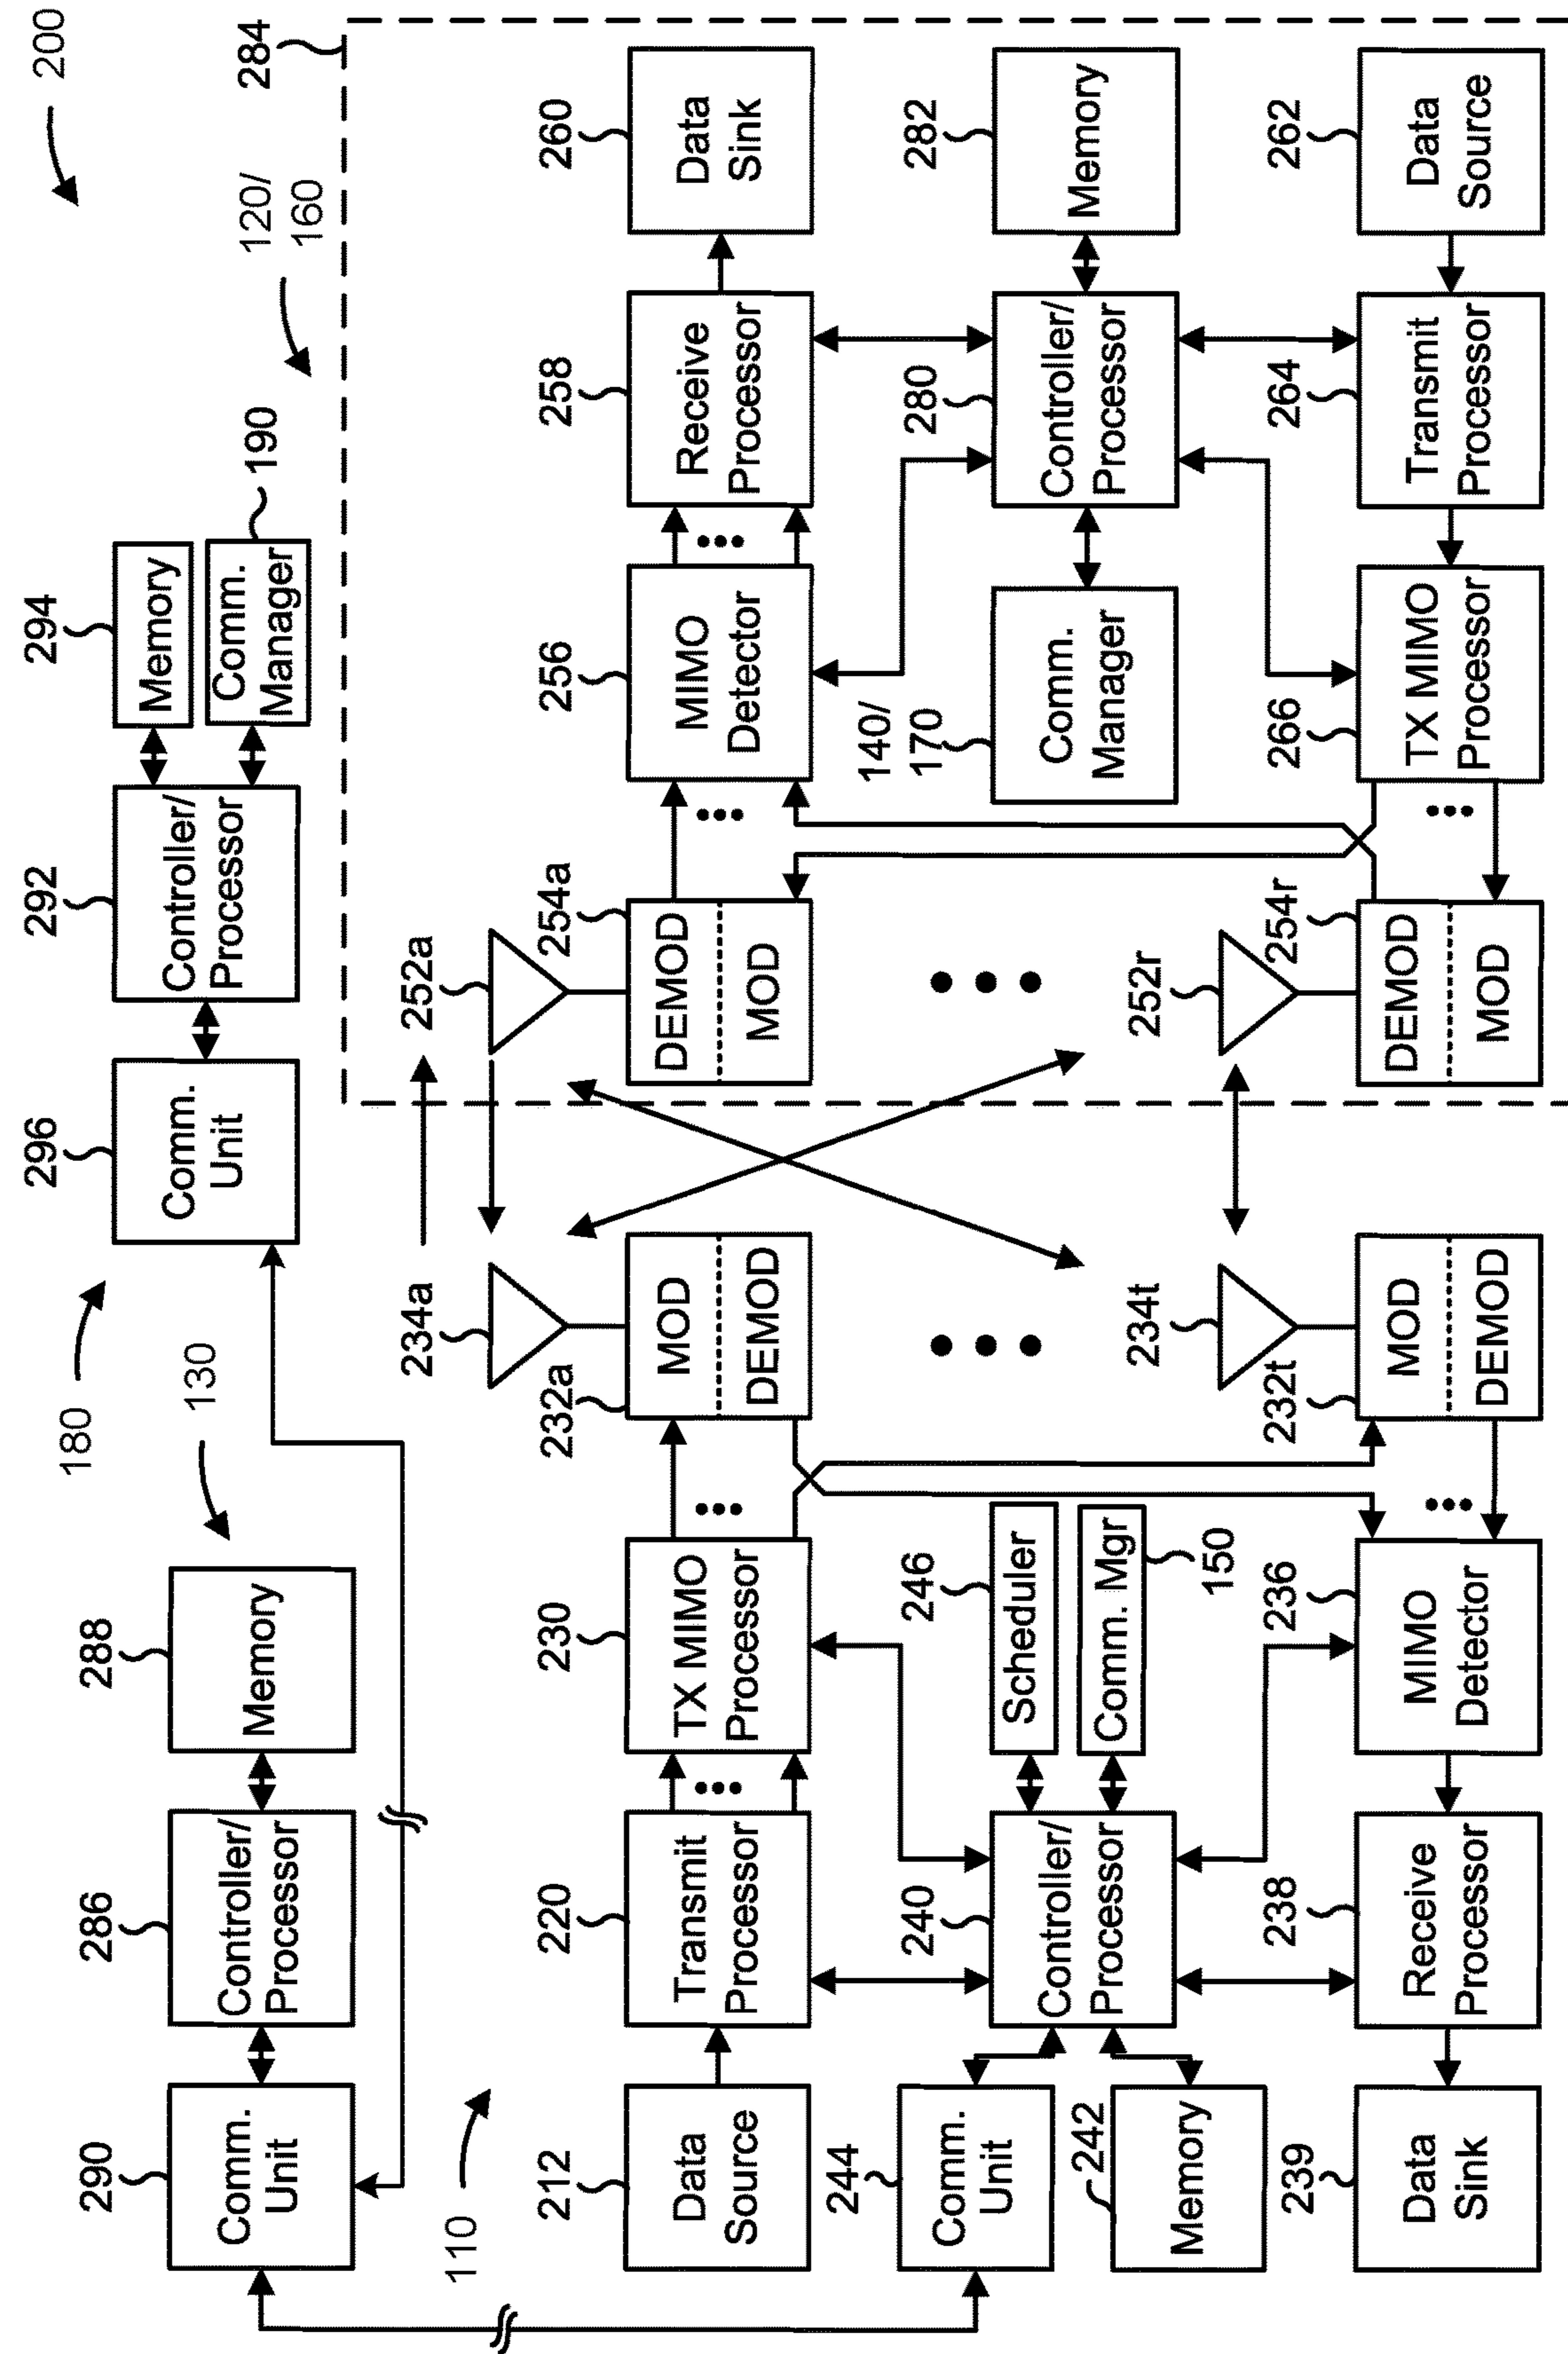 200
180
294
Memory
190
Comm.
Manager
292
Controller/
Processor
296
Comm.
Unit
130
288
Memory
286
Controller/
Processor
290
Comm.
Unit
110
120/
160
284
212
Data
Source
220
Transmit
Processor
230
TX MIMO
Processor
232a
MOD
DEMOD
234a
252a
254a
DEMOD
MOD
256
MIMO
Detector
258
Receive
Processor
260
Data
Sink
244
Comm.
Unit
242
Memory
240
Controller/
Processor
246
Scheduler
Comm. Mgr
150
140/
170
Comm.
Manager
280
Controller/
Processor
282
Memory
239
Data
Sink
238
Receive
Processor
236
MIMO
Detector
232t
MOD
DEMOD
234t
252r
254r
DEMOD
MOD
266
TX MIMO
Processor
264
Transmit
Processor
262
Data
Source